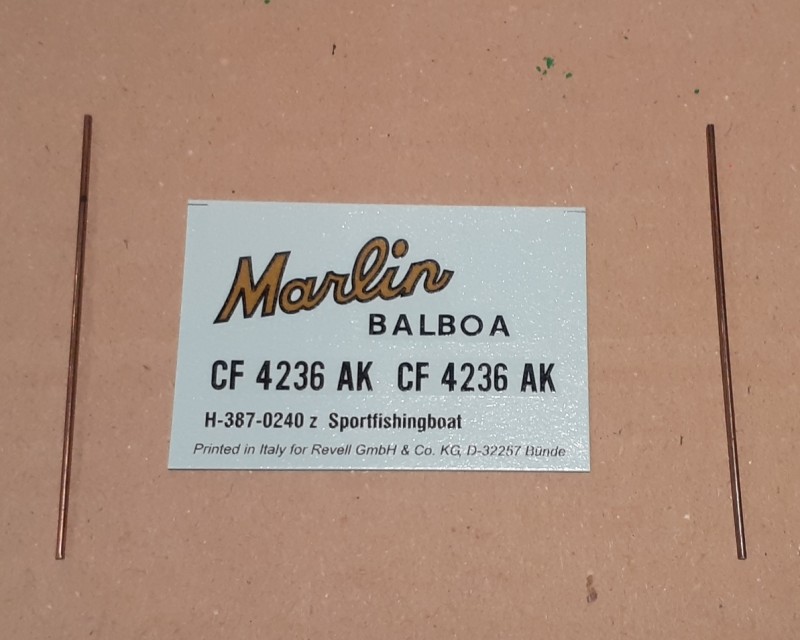 Marlin
BALBOA
CF 4236 AK CF 4236 AK
H-387-0240 z Sportfishingboat
Printed in Italy for Revell GmbH & Co. KG, D-32257 Bünde